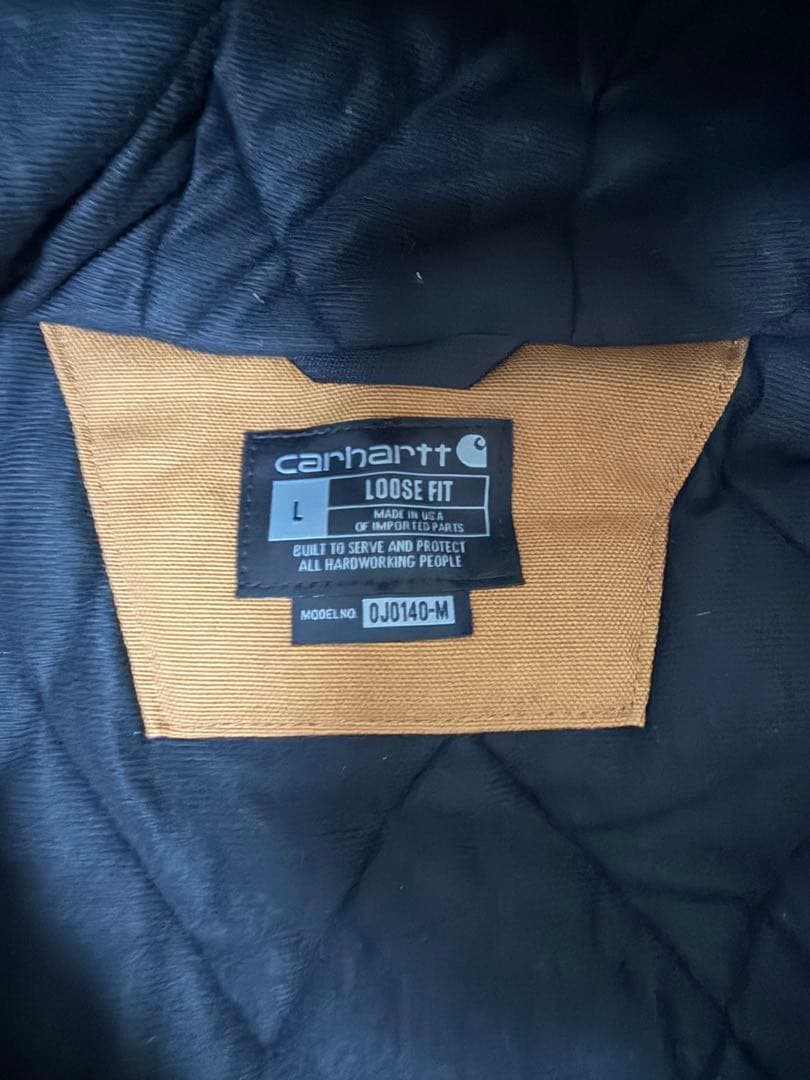 carhartt
L
LOOSE FIT
MADE IN USA
OF IMPORTED PARTS
BUILT TO SERVE AND PROTECT
ALL HARDWORKING PEOPLE
MODEL NO: 0J0140-M